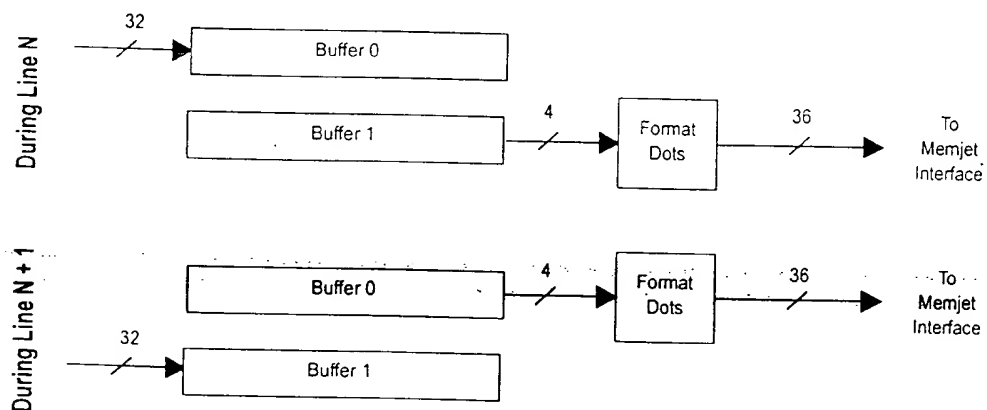 During Line N
32
Buffer 0
Buffer 1
4
Format
Dots
36
To
Memjet
Interface
During Line N + 1
Buffer 0
4
Format
Dots
36
To
Memjet
Interface
32
Buffer 1